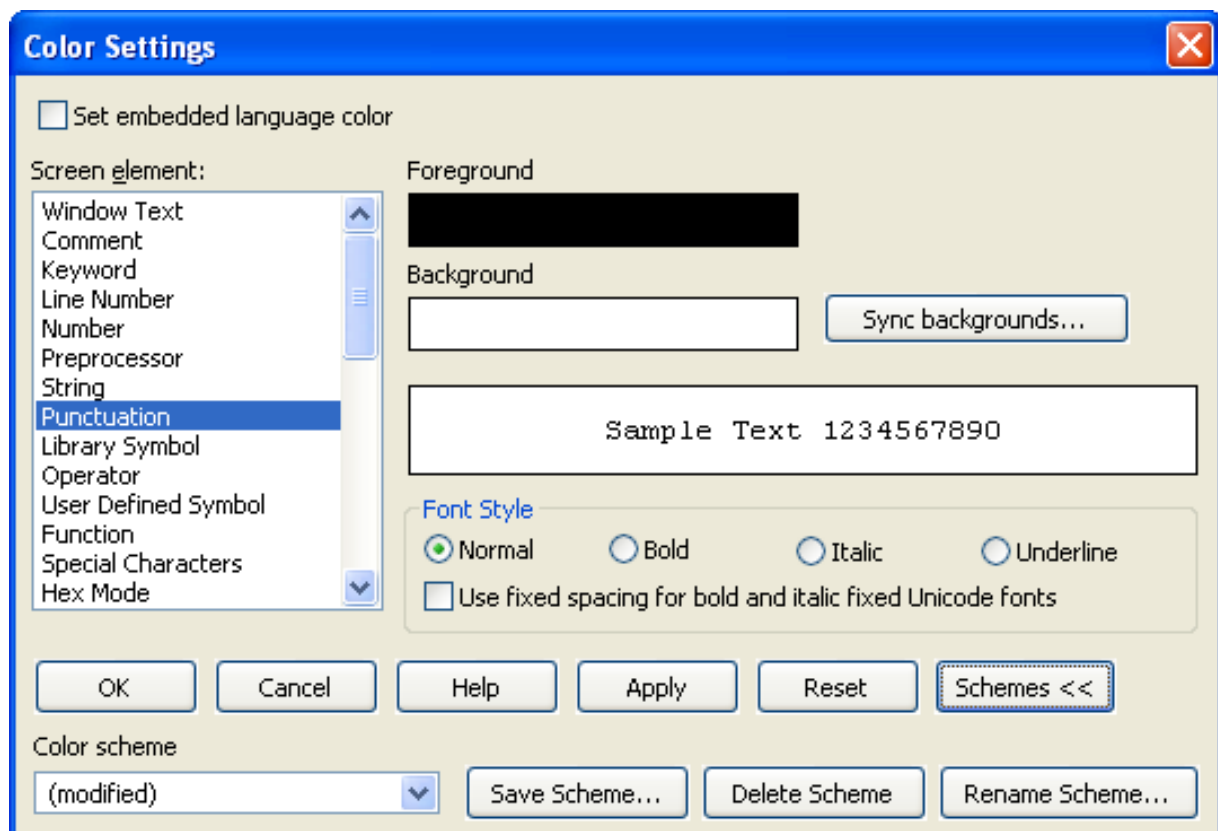 Color Settings
Set embedded language color
Screen element:
Window Text
Comment
Keyword
Line Number
Number
Preprocessor
String
Punctuation
Library Symbol
Operator
User Defined Symbol
Function
Special Characters
Hex Mode
Foreground
Background
Sync backgrounds...
Sample Text 1234567890
Font Style
Normal Bold Italic Underline
Use fixed spacing for bold and italic fixed Unicode fonts
OK Cancel Help Apply Reset Schemes <<
Color scheme
(modified) Save Scheme... Delete Scheme Rename Scheme...